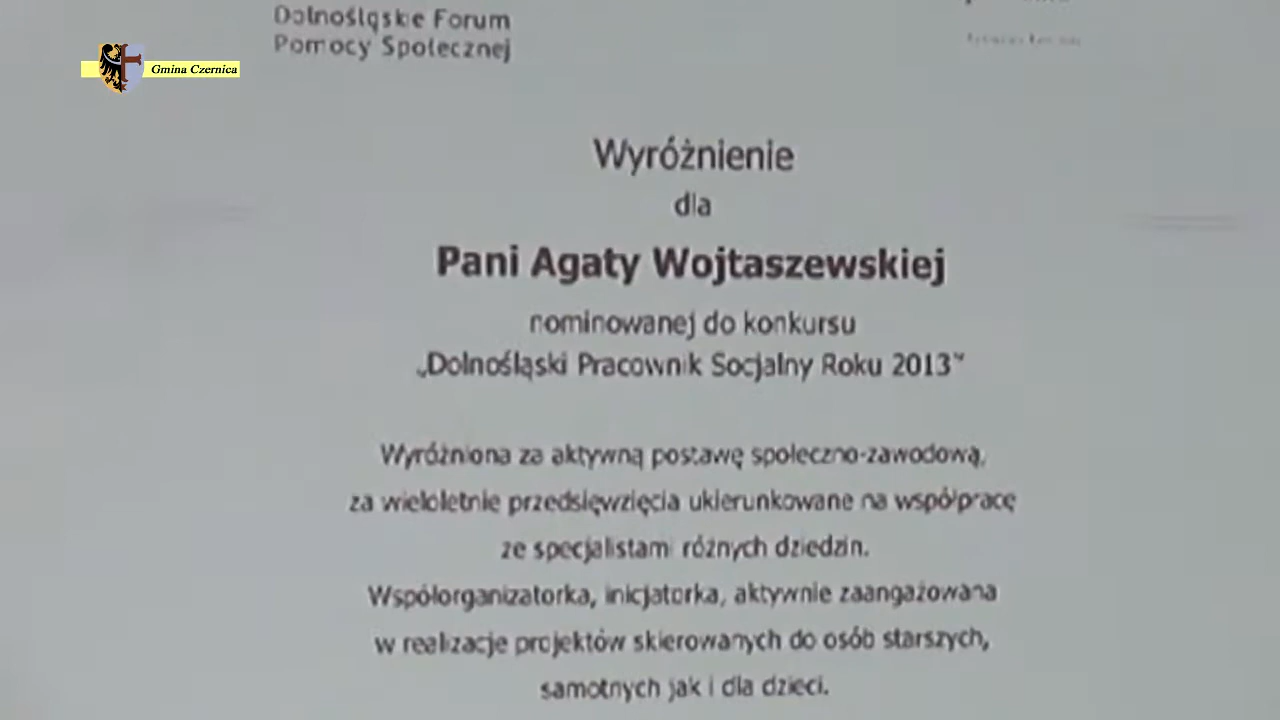 Dolnośląskie Forum
Pomocy Społecznej
Gmina Czernica
Wyróżnienie
dla
Pani Agaty Wojtaszewskiej
nominowanej do konkursu
„Dolnośląski Pracownik Socjalny Roku 2013”
Wyróżniona za aktywną postawę społeczno-zawodową,
za wieloletnie przedsięwzięcia ukierunkowane na współpracę
ze specjalistami różnych dziedzin.
Współorganizatorka, inicjatorka, aktywnie zaangażowana
w realizacje projektów skierowanych do osób starszych,
samotnych jak i dla dzieci.